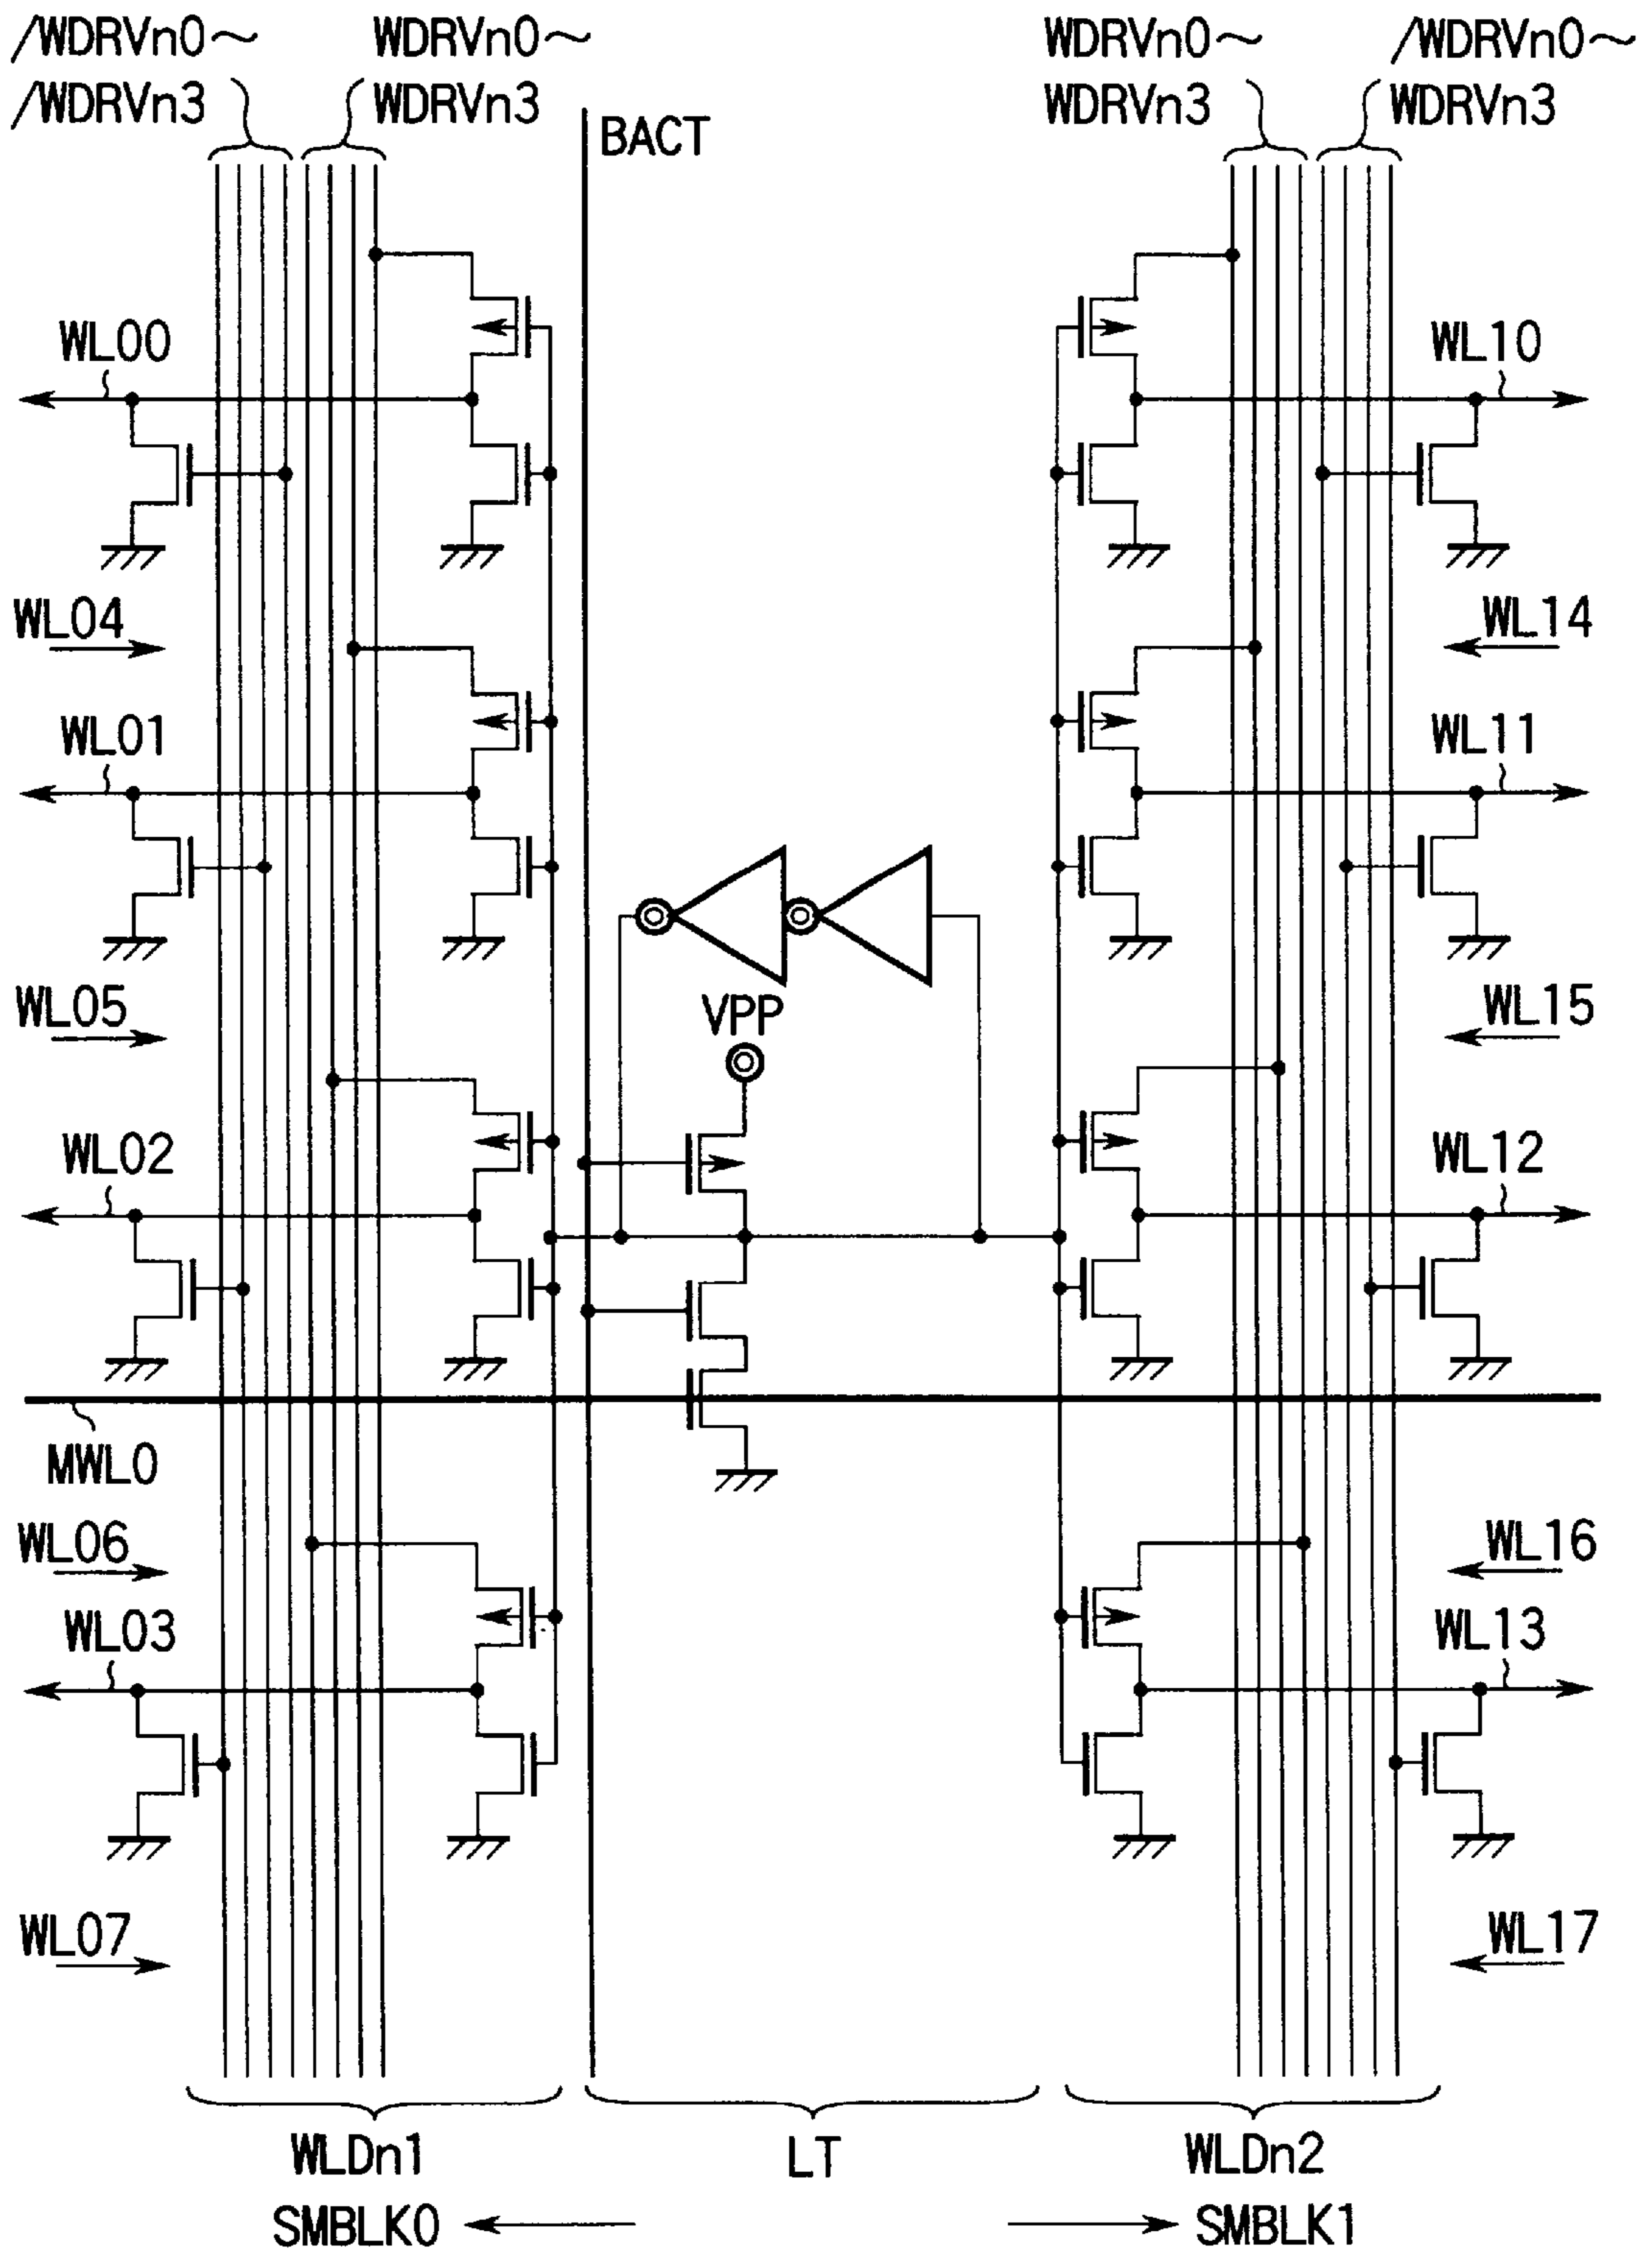 /WDRVn0~ WDRVn0~ WDRVn0~ /WDRVn0~
/WDRVn3 WDRVn3 WDRVn3 WDRVn3
BACT
WL00 WL10
WL04 WL14
WL01 WL11
WL05 WL15
VPP
WL02 WL12
MWL0
WL06 WL16
WL03 WL13
WL07 WL17
WLDn1 LT WLDn2
SMBLK0 SMBLK1